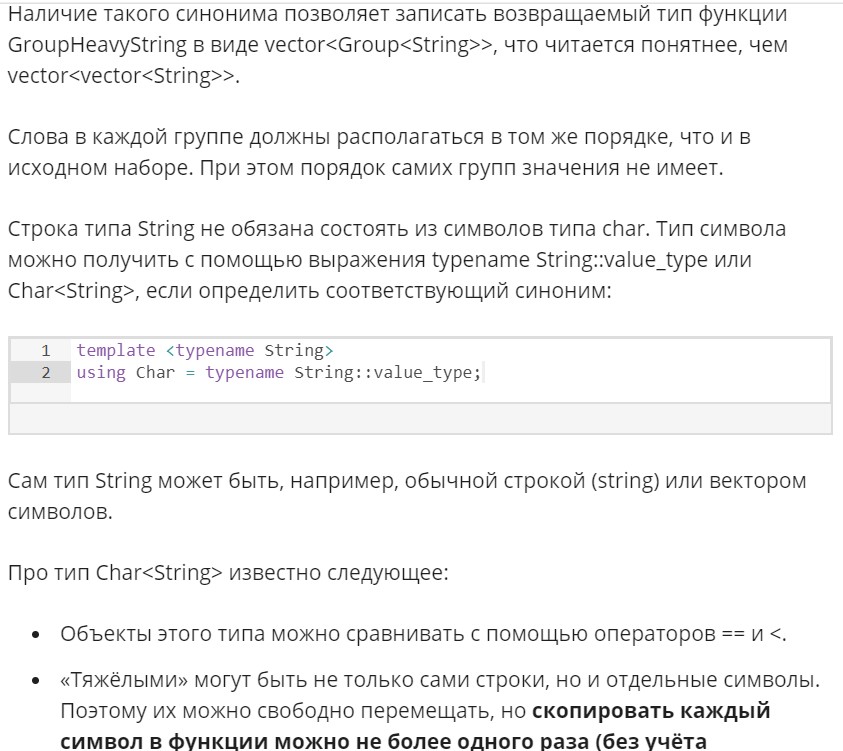 Наличие такого синонима позволяет записать возвращаемый тип функции
GroupHeavyString в виде vector<Group<String>>, что читается понятнее, чем
vector<vector<String>>.
Слова в каждой группе должны располагаться в том же порядке, что и в
исходном наборе. При этом порядок самих групп значения не имеет.
Строка типа String не обязана состоять из символов типа char. Тип символа
можно получить с помощью выражения typename String::value_type или
Char<String>, если определить соответствующий синоним:
1 template <typename String>
2 using Char = typename String::value_type;
Сам тип String может быть, например, обычной строкой (string) или вектором
символов.
Про тип Char<String> известно следующее:
• Объекты этого типа можно сравнивать с помощью операторов == и <.
• «Тяжёлыми» могут быть не только сами строки, но и отдельные символы.
Поэтому их можно свободно перемещать, но скопировать каждый
символ в функции можно не более одного раза (без учёта